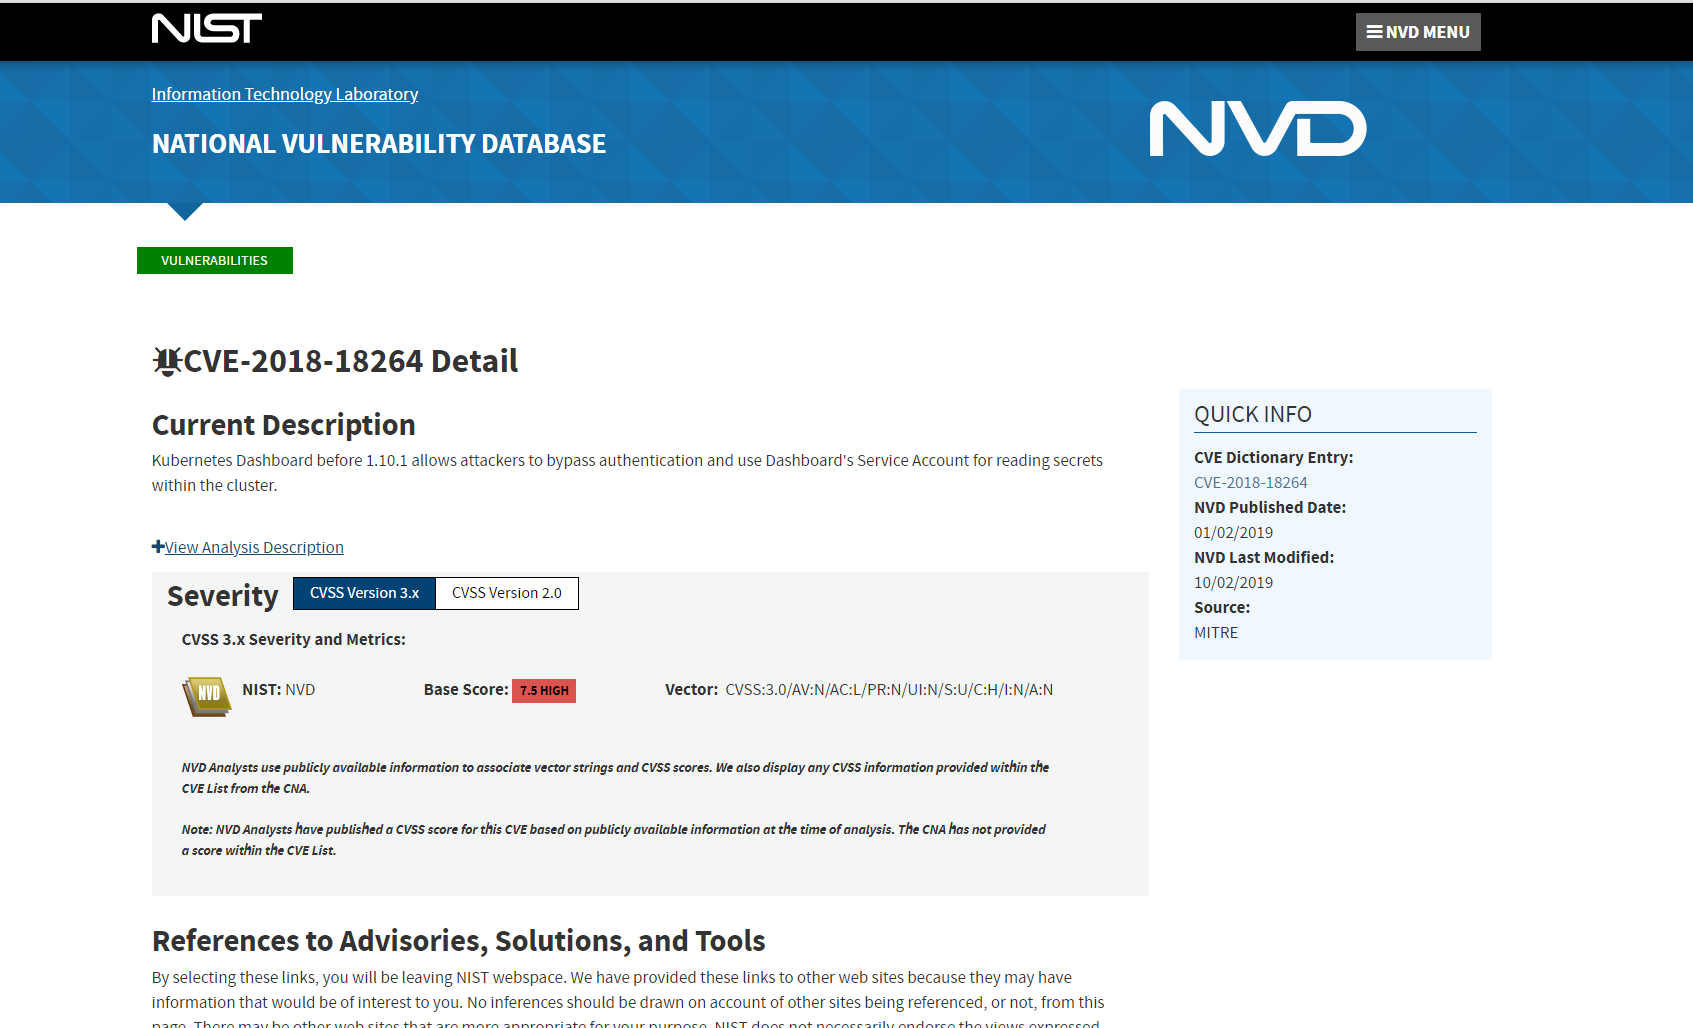 NIST
NVD MENU
Information Technology Laboratory
NATIONAL VULNERABILITY DATABASE
NVD
VULNERABILITIES
CVE-2018-18264 Detail
Current Description
Kubernetes Dashboard before 1.10.1 allows attackers to bypass authentication and use Dashboard's Service Account for reading secrets
within the cluster.
View Analysis Description
Severity CVSS Version 3.x CVSS Version 2.0
CVSS 3.x Severity and Metrics:
NVD NIST: NVD Base Score: 7.5 HIGH Vector: CVSS:3.0/AV:N/AC:L/PR:N/UI:N/S:U/C:H/I:N/A:N
NVD Analysts use publicly available information to associate vector strings and CVSS scores. We also display any CVSS information provided within the
CVE List from the CNA.
Note: NVD Analysts have published a CVSS score for this CVE based on publicly available information at the time of analysis. The CNA has not provided
a score within the CVE List.
References to Advisories, Solutions, and Tools
By selecting these links, you will be leaving NIST webspace. We have provided these links to other web sites because they may have
information that would be of interest to you. No inferences should be drawn on account of other sites being referenced, or not, from this
page. There may be other web sites that are more appropriate for your purpose. NIST does not necessarily endorse the views expressed
QUICK INFO
CVE Dictionary Entry:
CVE-2018-18264
NVD Published Date:
01/02/2019
NVD Last Modified:
10/02/2019
Source:
MITRE